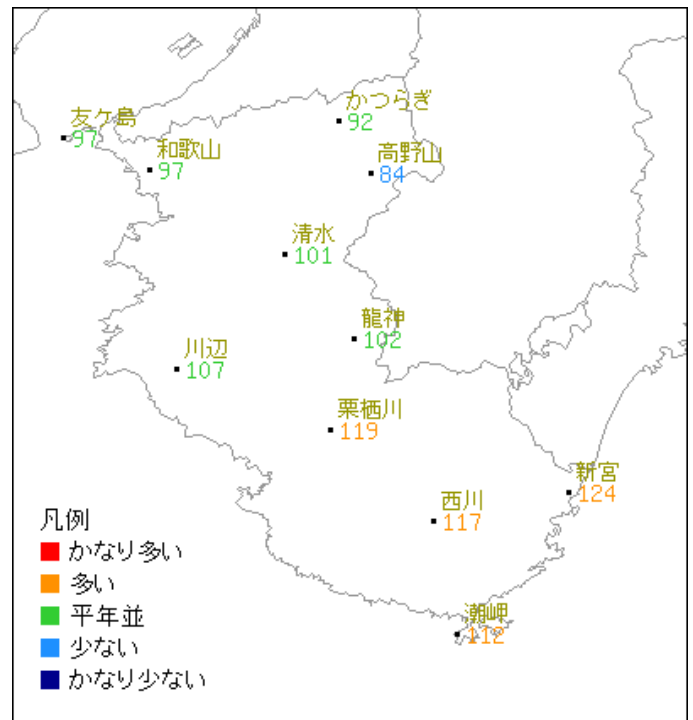 かつらぎ
92
友ケ島
97
和歌山
97
高野山
84
清水
101
龍神
102
川辺
107
栗栖川
119
新宮
124
西川
117
潮岬
112
凡例
かなり多い
多い
平年並
少ない
かなり少ない